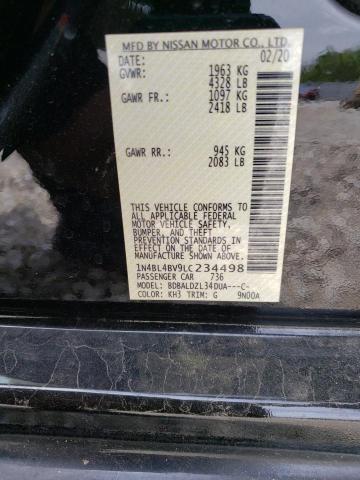 MFD BY NISSAN MOTOR CO., LTD.
DATE: 02/20
GVWR: 1963 KG
4328 LB
GAWR FR.: 1097 KG
2418 LB
GAWR RR.: 945 KG
2083 LB
THIS VEHICLE CONFORMS TO
ALL APPLICABLE FEDERAL
MOTOR VEHICLE SAFETY,
BUMPER, AND THEFT
PREVENTION STANDARDS IN
EFFECT ON THE DATE OF
MANUFACTURE SHOWN ABOVE.
1N4BL4BV9LC234498
PASSENGER CAR 736
MODEL: BDBALDZL34DUA---C-
COLOR: KH3 TRIM: G 9N00A